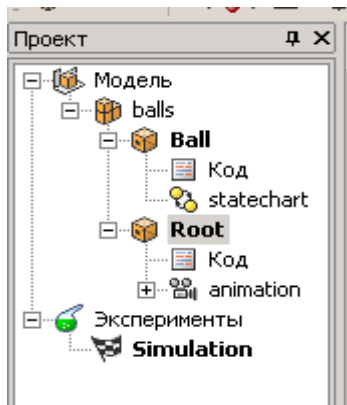 Проект
Модель
balls
Ball
Код
statechart
Root
Код
animation
Эксперименты
Simulation